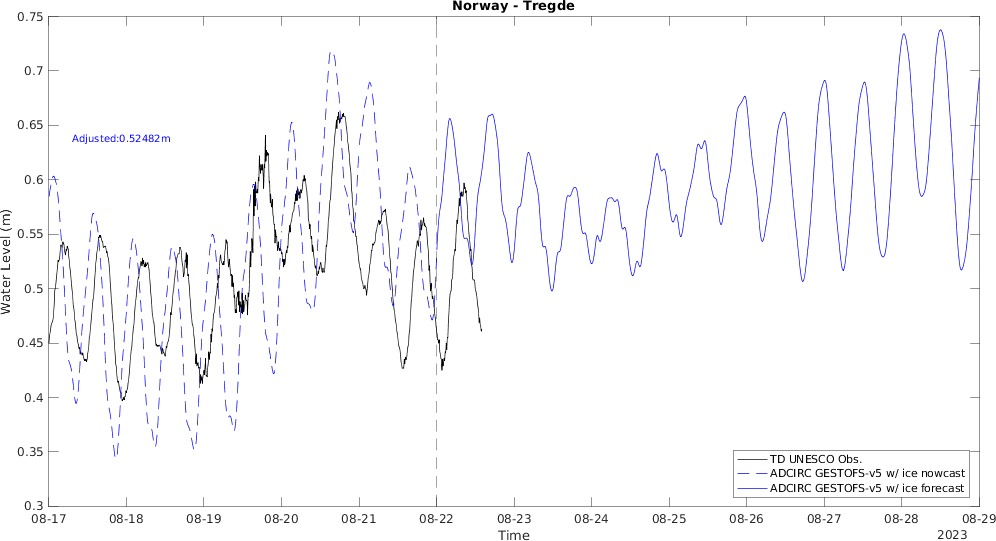 Norway - Tregde
0.75
0.7
0.65
0.6
0.55
0.5
0.45
0.4
0.35
0.3
Water Level (m)
Adjusted:0.52482m
TD UNESCO Obs.
ADCIRC GESTOFS-v5 w/ ice nowcast
ADCIRC GESTOFS-v5 w/ ice forecast
08-17 08-18 08-19 08-20 08-21 08-22 08-23 08-24 08-25 08-26 08-27 08-28 08-29
Time
2023